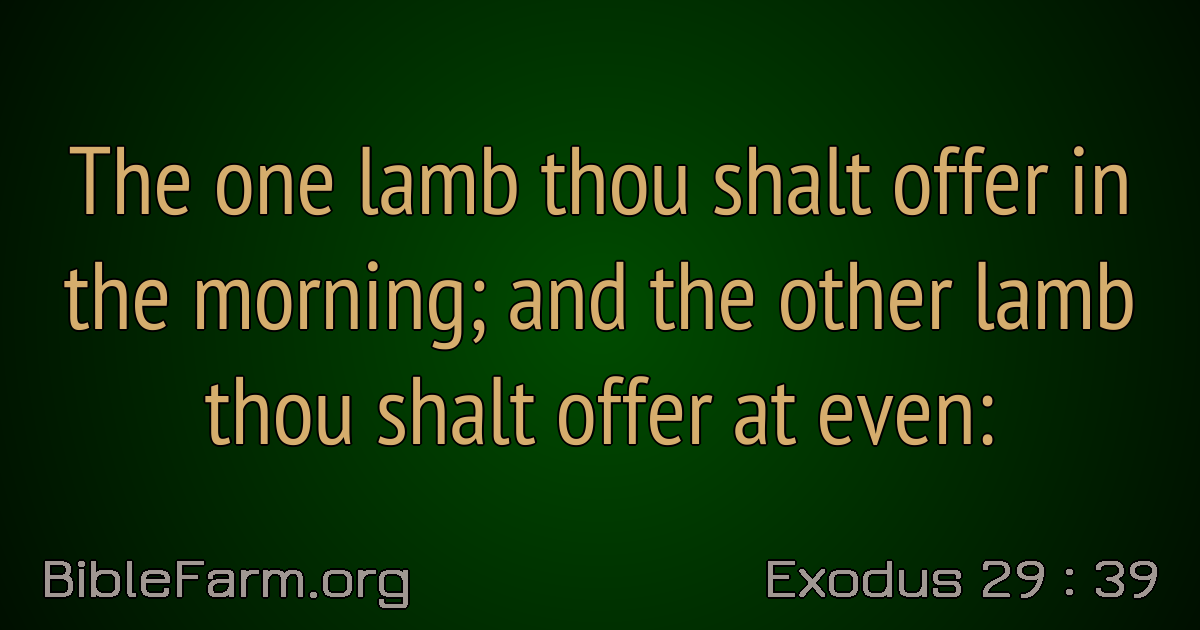 The one lamb thou shalt offer in
the morning; and the other lamb
thou shalt offer at even:
BibleFarm.org
Exodus 29 : 39